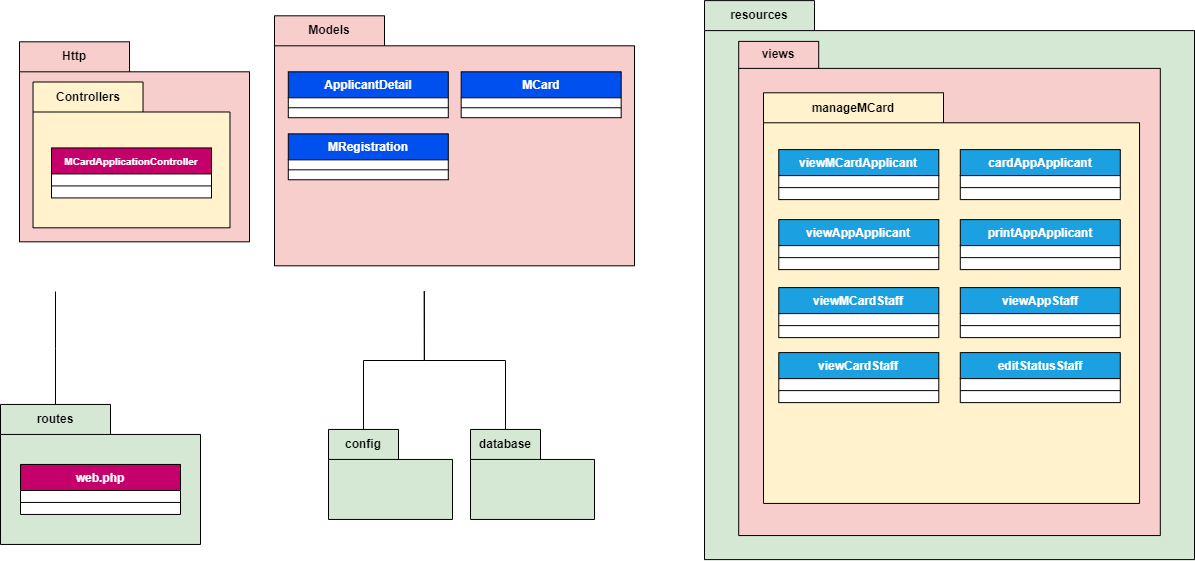 Http
Controllers
MCardApplicationController
Models
ApplicantDetail
MCard
MRegistration
resources
views
manageMCard
viewMCardApplicant
cardAppApplicant
viewAppApplicant
printAppApplicant
viewMCardStaff
viewAppStaff
viewCardStaff
editStatusStaff
routes
web.php
config
database